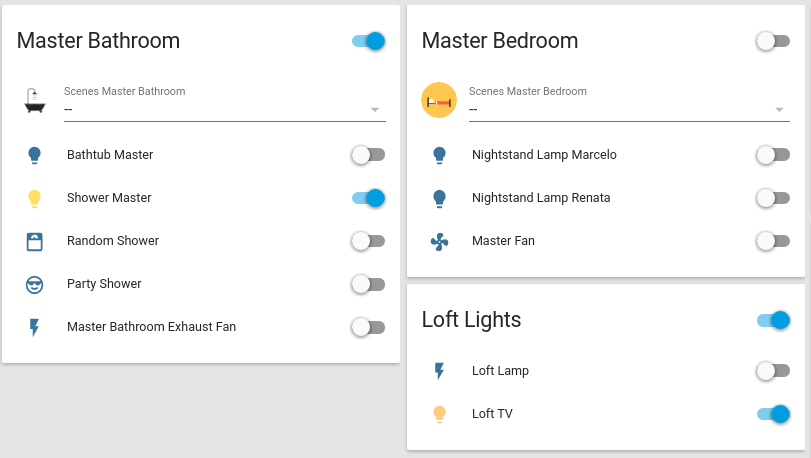 Master Bathroom
Scenes Master Bathroom
--
Bathtub Master
Shower Master
Random Shower
Party Shower
Master Bathroom Exhaust Fan
Master Bedroom
Scenes Master Bedroom
--
Nightstand Lamp Marcelo
Nightstand Lamp Renata
Master Fan
Loft Lights
Loft Lamp
Loft TV